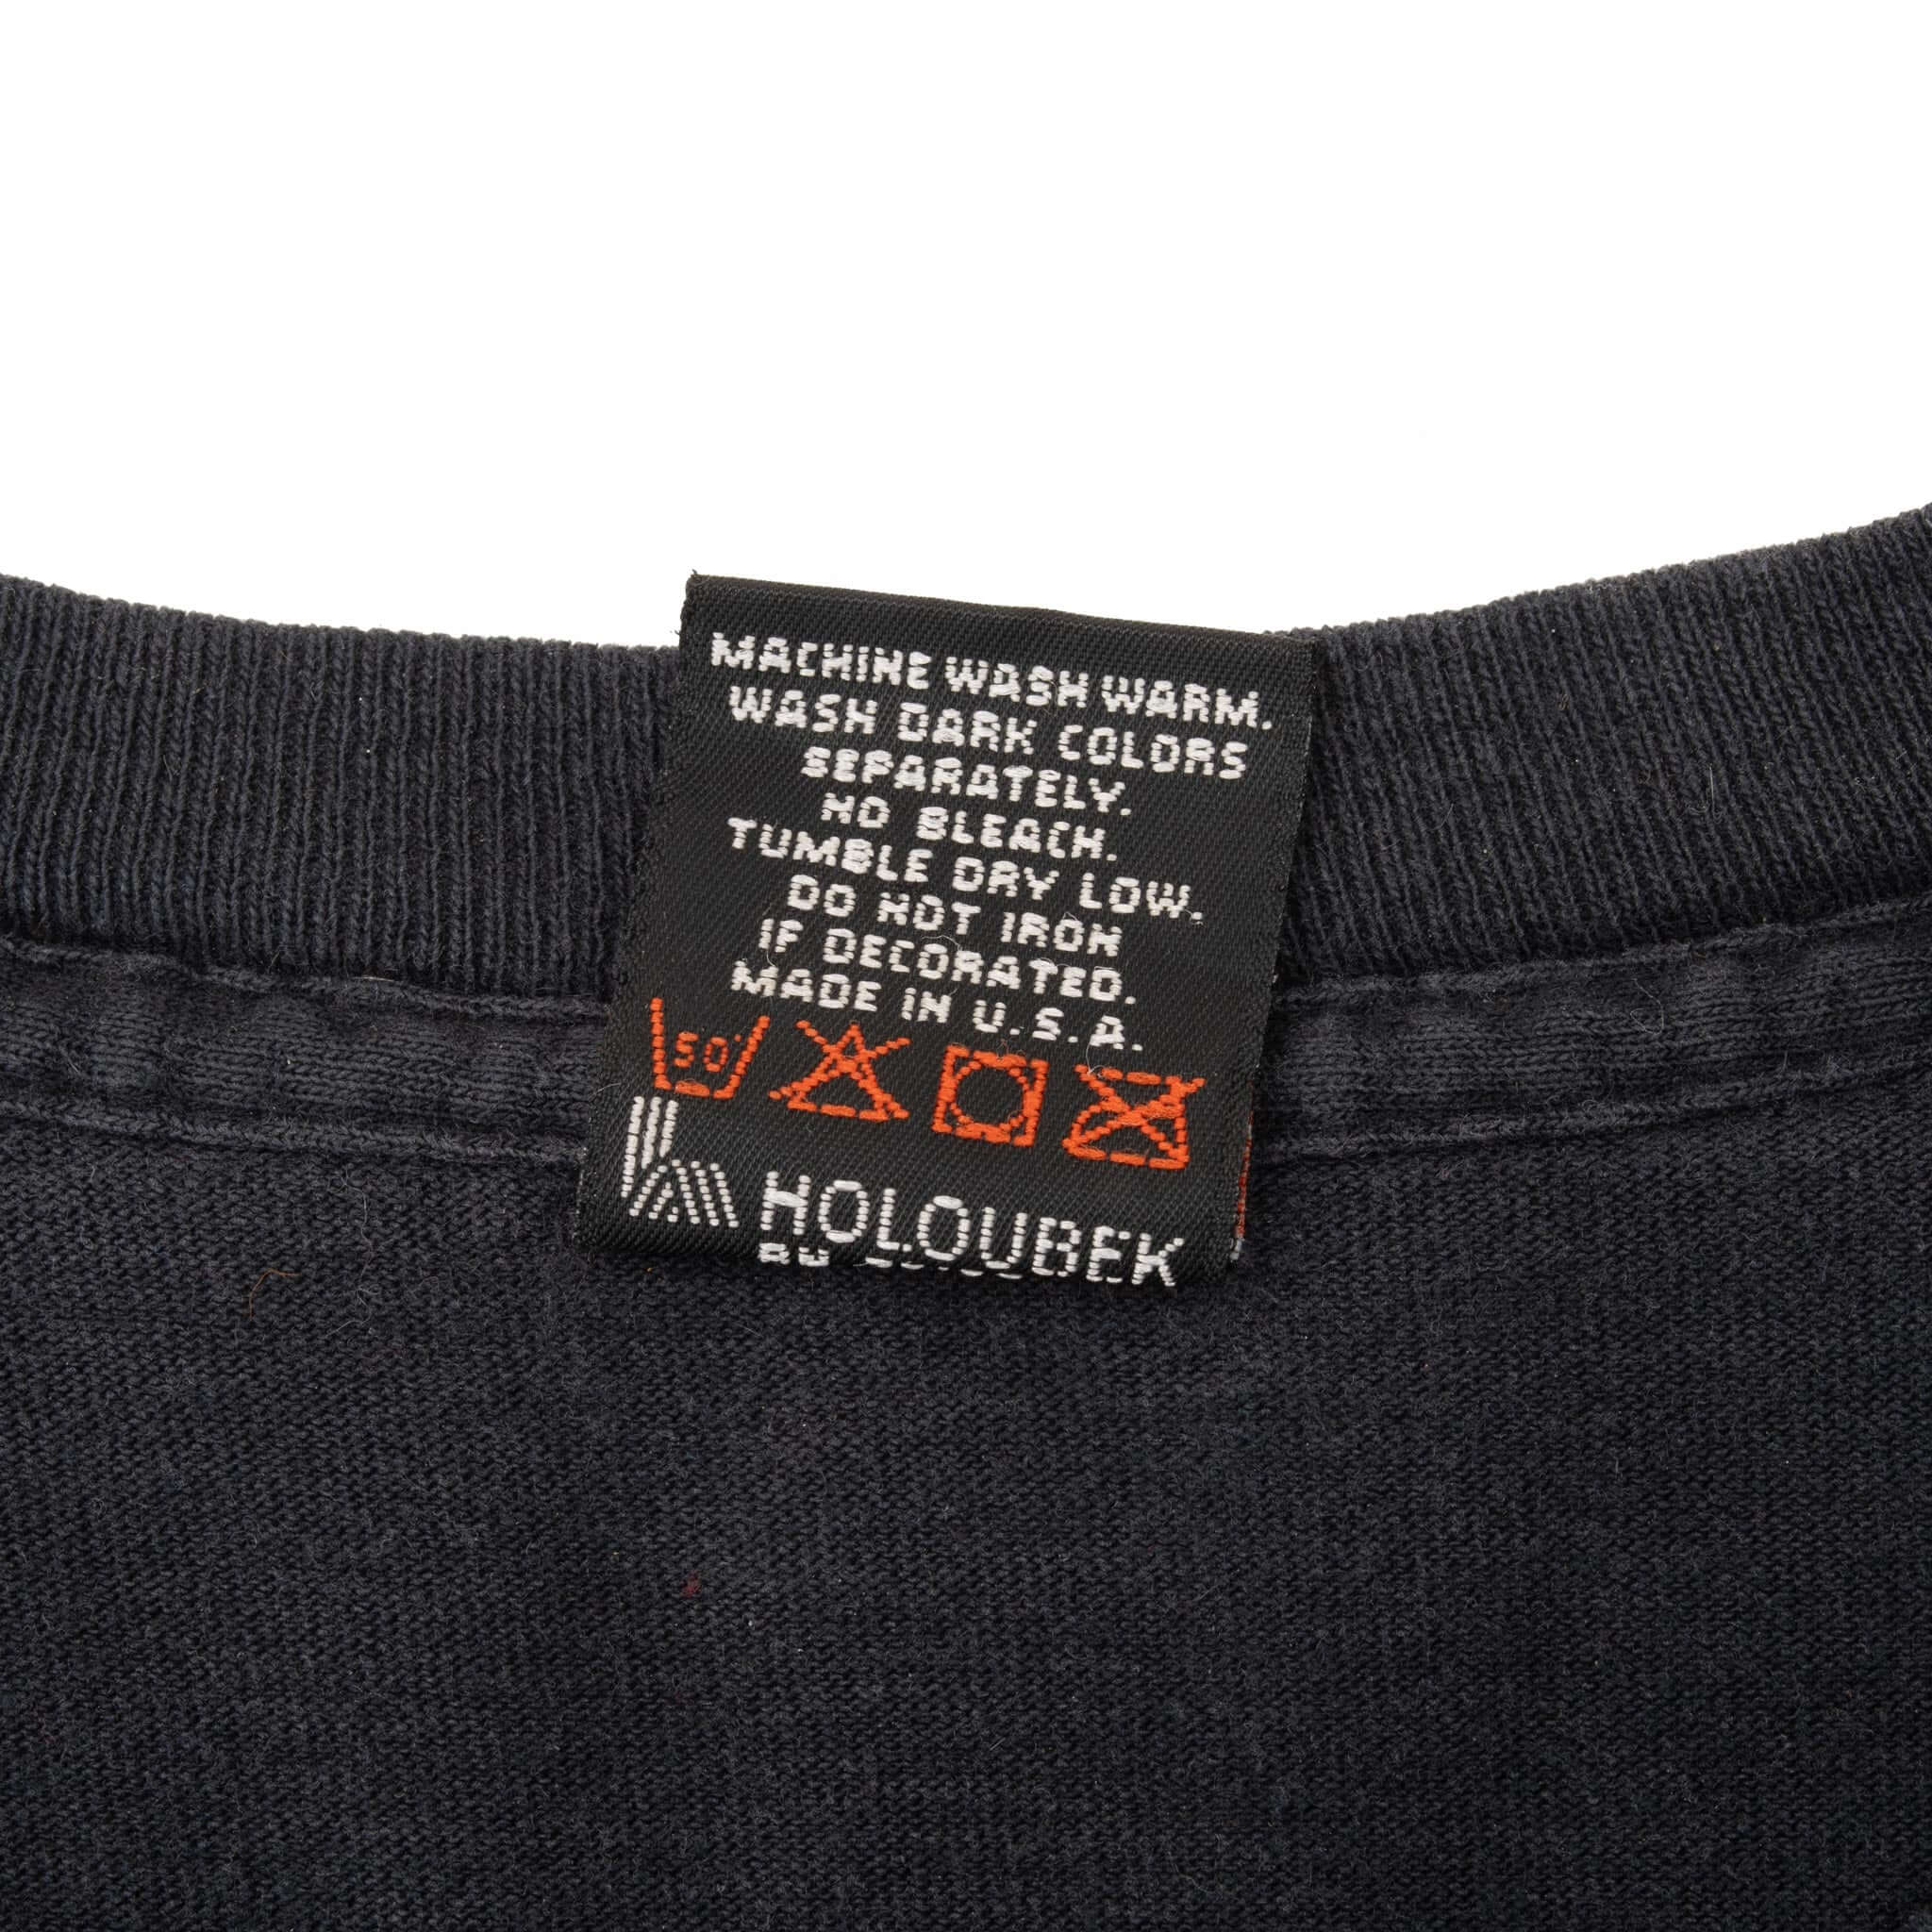 MACHINE WASH WARM.
WASH DARK COLORS
SEPARATELY.
NO BLEACH.
TUMBLE DRY LOW.
DO NOT IRON
IF DECORATED.
MADE IN U.S.A.
50°
HOLOUBEK